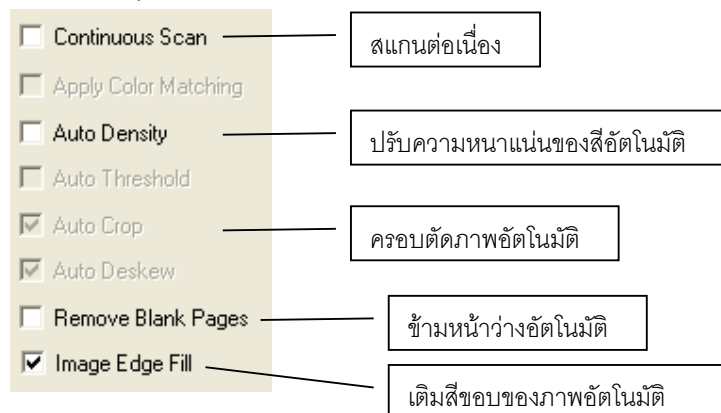 Continuous Scan
สแกนต่อเนื่อง
Apply Color Matching
Auto Density
ปรับความหนาแน่นของสีอัตโนมัติ
Auto Threshold
Auto Crop
ครอบตัดภาพอัตโนมัติ
Auto Deskew
Remove Blank Pages
ข้ามหน้าว่างอัตโนมัติ
Image Edge Fill
เติมสีขอบของภาพอัตโนมัติ